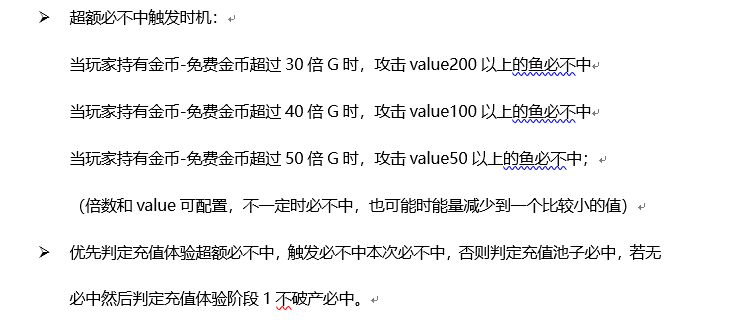 ➢ 超额必不中触发时机：
当玩家持有金币-免费金币超过 30 倍 G 时，攻击 value200 以上的鱼必不中
当玩家持有金币-免费金币超过 40 倍 G 时，攻击 value100 以上的鱼必不中
当玩家持有金币-免费金币超过 50 倍 G 时，攻击 value50 以上的鱼必不中；
（倍数和 value 可配置，不一定时必不中，也可能时能量减少到一个比较小的值）
➢ 优先判定充值体验超额必不中，触发必不中本次必不中，否则判定充值池子必中，若无
必中然后判定充值体验阶段 1 不破产必中。